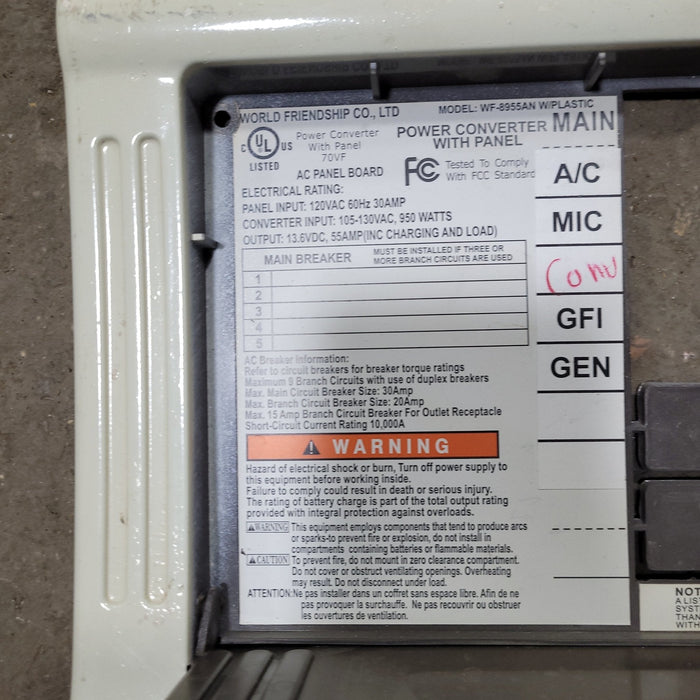 WORLD FRIENDSHIP CO., LTD
MODEL: WF-8955AN W/PLASTIC
C UL US
LISTED
Power Converter
With Panel
70VF
POWER CONVERTER
WITH PANEL
AC PANEL BOARD
FC
Tested To Comply
With FCC Standard
ELECTRICAL RATING:
PANEL INPUT: 120VAC 60Hz 30AMP
CONVERTER INPUT: 105-130VAC, 950 WATTS
OUTPUT: 13.6VDC, 55AMP(INC CHARGING AND LOAD)
MAIN BREAKER
MUST BE INSTALLED IF THREE OR
MORE BRANCH CIRCUITS ARE USED
1
2
3
4
5
AC Breaker Information:
Refer to circuit breakers for breaker torque ratings
Maximum 9 Branch Circuits with use of duplex breakers
Max. Main Circuit Breaker Size: 30Amp
Max. Branch Circuit Breaker Size: 20Amp
Max. 15 Amp Branch Circuit Breaker For Outlet Receptacle
Short-Circuit Current Rating 10,000A
WARNING
Hazard of electrical shock or burn, Turn off power supply to
this equipment before working inside.
Failure to comply could result in death or serious injury.
The rating of battery charge is part of the total output rating
provided with integral protection against overloads.
WARNING This equipment employs components that tend to produce arcs
or sparks-to prevent fire or explosion, do not install in
compartments containing batteries or flammable materials.
CAUTION To prevent fire, do not mount in zero clearance compartment.
Do not cover or obstruct ventilating openings. Overheating
may result. Do not disconnect under load.
ATTENTION:Ne pas installer dans un coffret sans espace libre. Afin de ne
pas provoquer la surchauffe. Ne pas recouvrir ou obstruer
les ouvertures de ventilation.
MAIN
A/C
MIC
Conv
GFI
GEN
NOT
A LIS
SYST
THAN
WITH